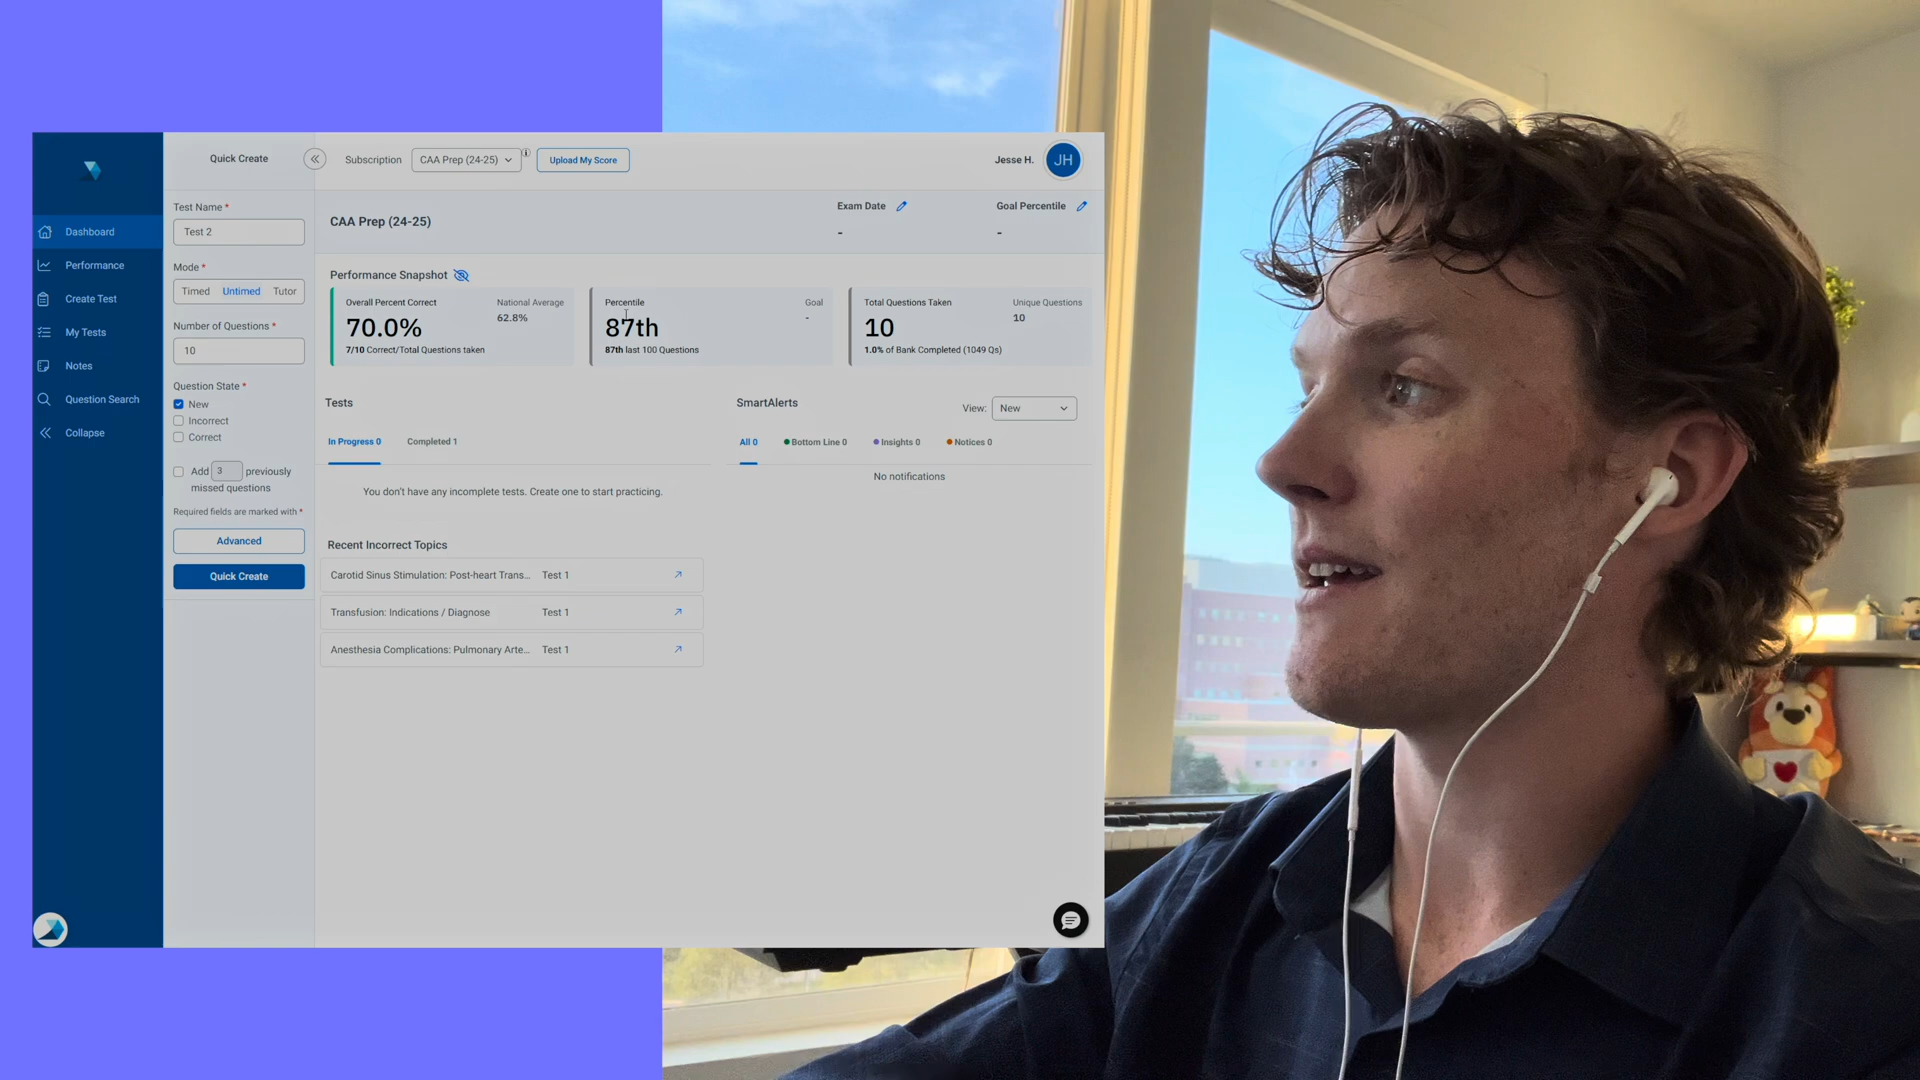 Quick Create
Subscription
CAA Prep (24-25)
Upload My Score
Jesse H.
JH
Test Name *
Test 2
Mode *
Timed Untimed Tutor
Number of Questions *
10
Question State *
New
Incorrect
Correct
Add 3 previously
missed questions
Required fields are marked with *
Advanced
Quick Create
Dashboard
Performance
Create Test
My Tests
Notes
Question Search
Collapse
CAA Prep (24-25)
Exam Date
-
Goal Percentile
-
Performance Snapshot
Overall Percent Correct
70.0%
7/10 Correct/Total Questions taken
National Average
62.8%
Percentile
87th
87th last 100 Questions
Goal
-
Total Questions Taken
10
1.0% of Bank Completed (1049 Qs)
Unique Questions
10
Tests
In Progress 0 Completed 1
You don't have any incomplete tests. Create one to start practicing.
SmartAlerts
View: New
All 0 Bottom Line 0 Insights 0 Notices 0
No notifications
Recent Incorrect Topics
Carotid Sinus Stimulation: Post-heart Trans... Test 1
Transfusion: Indications / Diagnose Test 1
Anesthesia Complications: Pulmonary Arte... Test 1